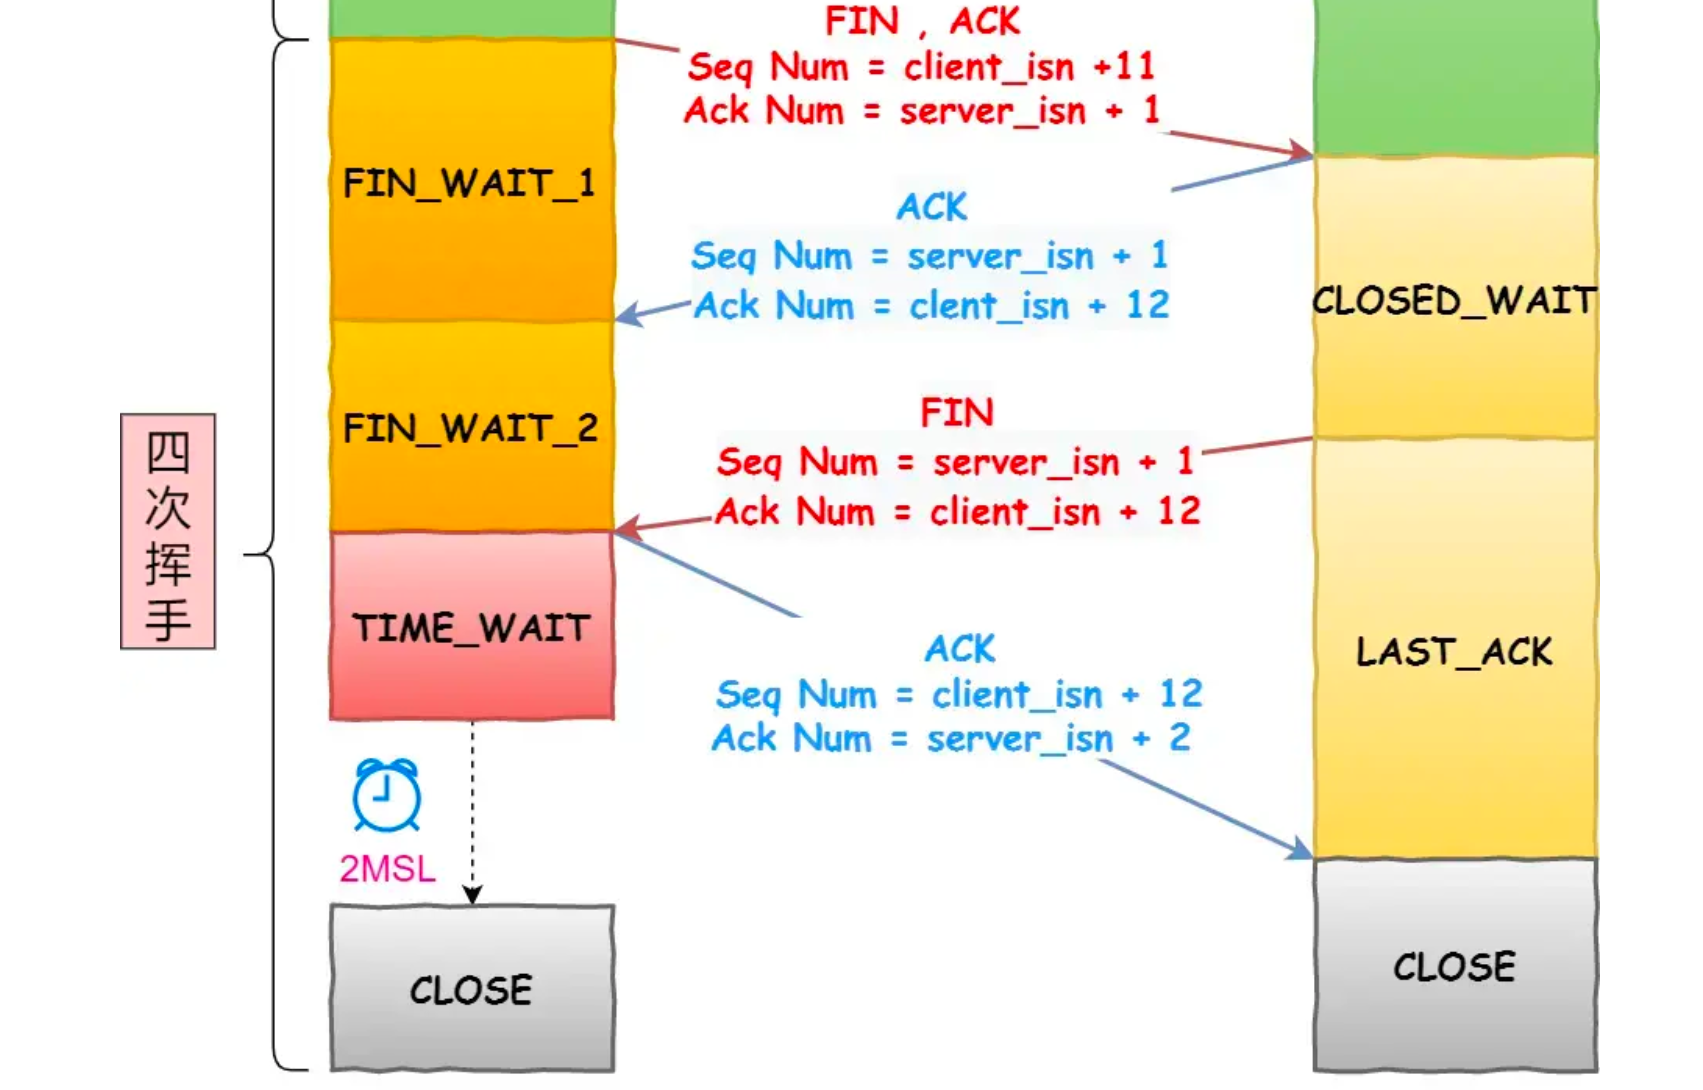 FIN , ACK
Seq Num = client_isn +11
Ack Num = server_isn + 1
FIN_WAIT_1
ACK
Seq Num = server_isn + 1
Ack Num = clent_isn + 12
CLOSED_WAIT
FIN_WAIT_2
FIN
Seq Num = server_isn + 1
Ack Num = client_isn + 12
四
次
挥
手
TIME_WAIT
ACK
Seq Num = client_isn + 12
Ack Num = server_isn + 2
LAST_ACK
2MSL
CLOSE
CLOSE